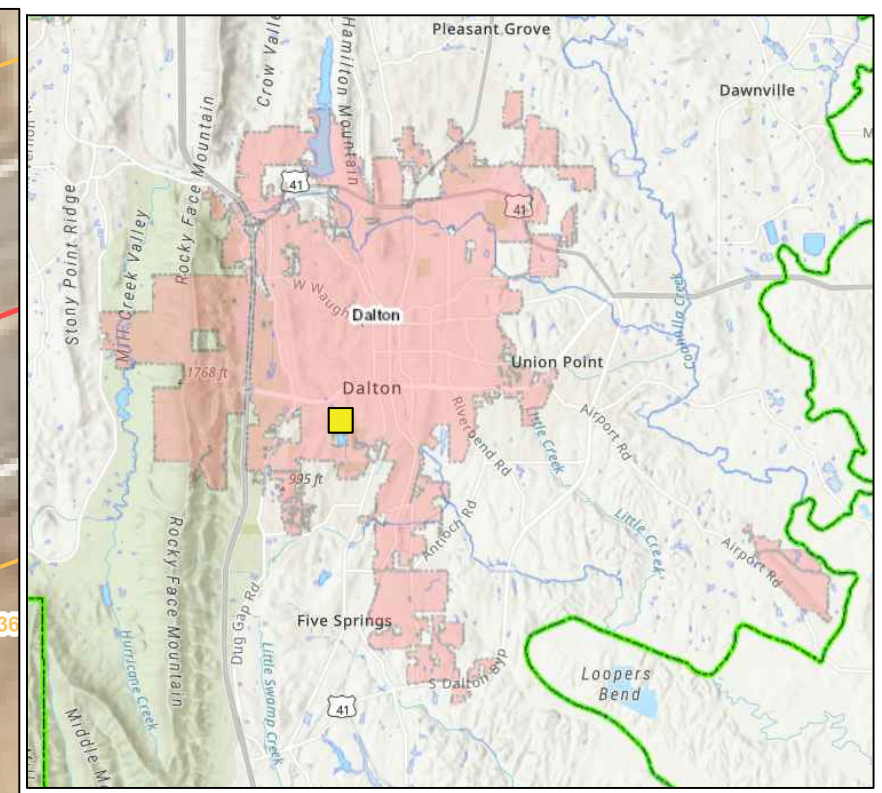 Pleasant Grove
Crow Valle
Hamilton Mountain
Dawnville
Vernon
M
41
41
Rocky Face Mountain
Stony Point Ridge
Mill Creek Valley
W Waugh
Dalton
Coahulla Creek
Union Point
1768 ft
Dalton
Airport Rd
Riverbend Rd
Little Creek
995 ft
Rocky Face Mountain
Antioch Rd
Little Creek
Airport Rd
Dug Gap Rd
36
Five Springs
Hurricane Creek
Little Swamp Creek
S Dalton Byp
Loopers
Bend
41
Middle M